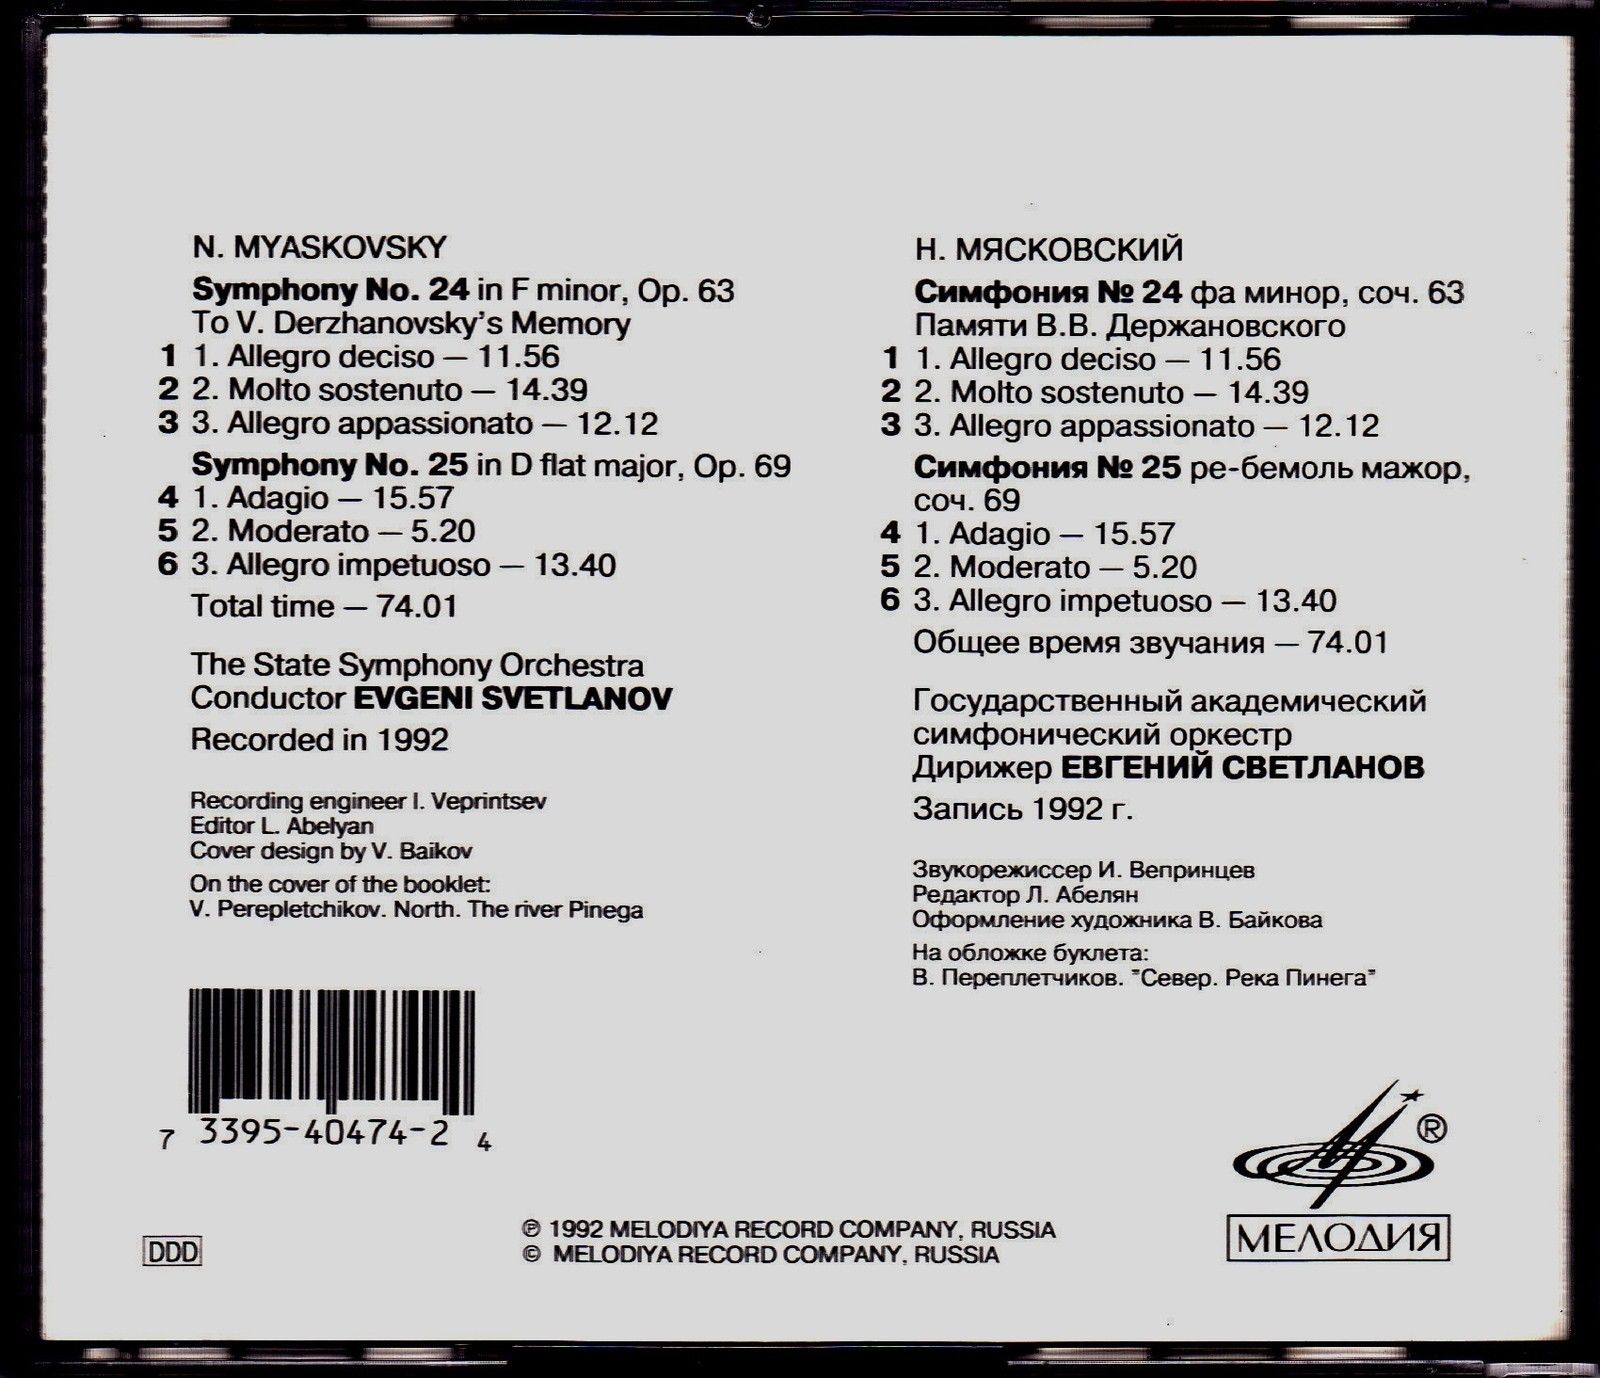 N. MYASKOVSKY
Symphony No. 24 in F minor, Op. 63
To V. Derzhanovsky's Memory
1 1. Allegro deciso — 11.56
2 2. Molto sostenuto — 14.39
3 3. Allegro appassionato — 12.12
Symphony No. 25 in D flat major, Op. 69
4 1. Adagio — 15.57
5 2. Moderato — 5.20
6 3. Allegro impetuoso — 13.40
Total time — 74.01
The State Symphony Orchestra
Conductor EVGENI SVETLANOV
Recorded in 1992
Recording engineer I. Veprintsev
Editor L. Abelyan
Cover design by V. Baikov
On the cover of the booklet:
V. Perepletchikov. North. The river Pinega
7 3395-40474-2 4
DDD
Н. МЯСКОВСКИЙ
Симфония № 24 фа минор, соч. 63
Памяти В.В. Держановского
1 1. Allegro deciso — 11.56
2 2. Molto sostenuto — 14.39
3 3. Allegro appassionato — 12.12
Симфония № 25 ре-бемоль мажор,
соч. 69
4 1. Adagio — 15.57
5 2. Moderato — 5.20
6 3. Allegro impetuoso — 13.40
Общее время звучания — 74.01
Государственный академический
симфонический оркестр
Дирижер ЕВГЕНИЙ СВЕТЛАНОВ
Запись 1992 г.
Звукорежиссер И. Вепринцев
Редактор Л. Абелян
Оформление художника В. Байкова
На обложке буклета:
В. Переплетчиков. "Север. Река Пинега"
℗ 1992 MELODIYA RECORD COMPANY, RUSSIA
© MELODIYA RECORD COMPANY, RUSSIA
®
МЕЛОДИЯ